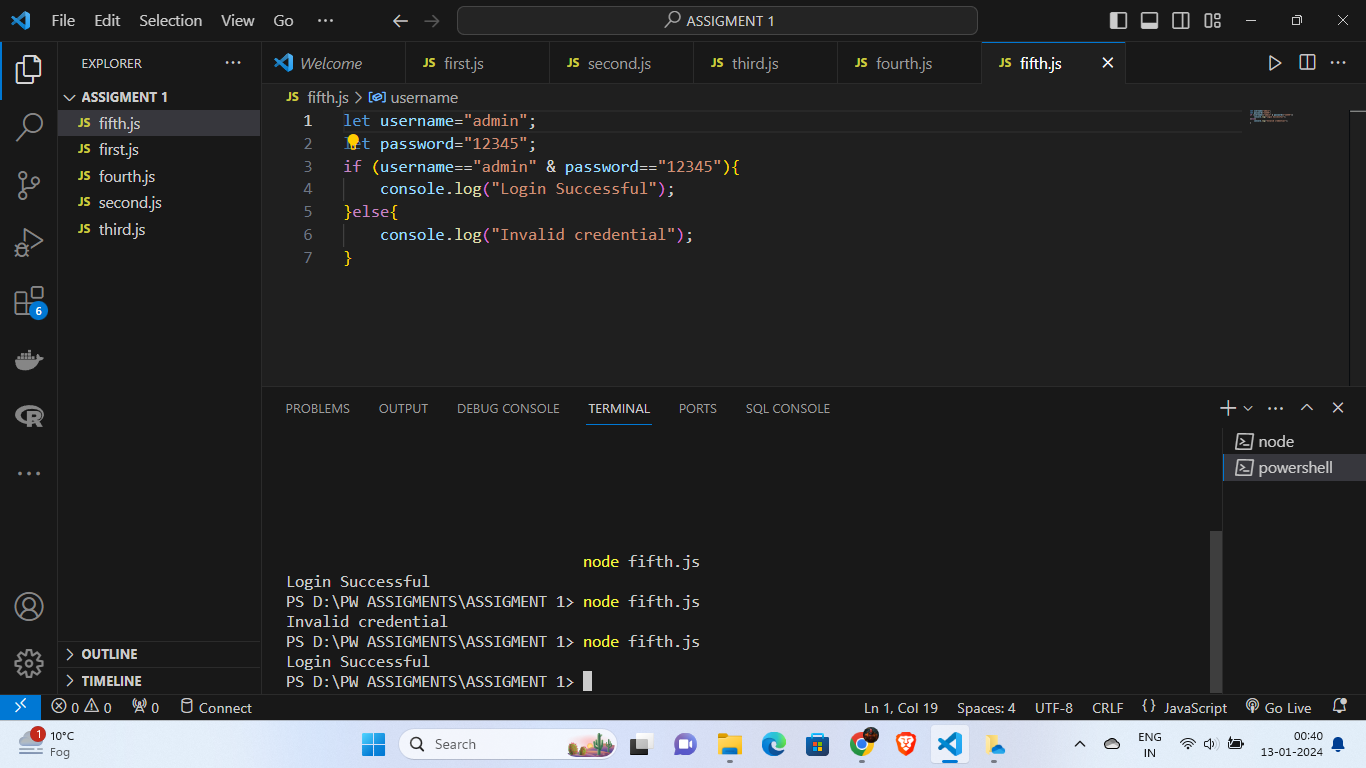 File Edit Selection View Go ··· ASSIGMENT 1
EXPLORER ···
Welcome JS first.js JS second.js JS third.js JS fourth.js JS fifth.js
ASSIGMENT 1
JS fifth.js
JS first.js
JS fourth.js
JS second.js
JS third.js
6
OUTLINE
TIMELINE
JS fifth.js > username
1 let username="admin";
2 let password="12345";
3 if (username=="admin" & password=="12345"){
4 console.log("Login Successful");
5 }else{
6 console.log("Invalid credential");
7 }
PROBLEMS OUTPUT DEBUG CONSOLE TERMINAL PORTS SQL CONSOLE
node
powershell
node fifth.js
Login Successful
PS D:\PW ASSIGMENTS\ASSIGMENT 1> node fifth.js
Invalid credential
PS D:\PW ASSIGMENTS\ASSIGMENT 1> node fifth.js
Login Successful
PS D:\PW ASSIGMENTS\ASSIGMENT 1>
0 0 0 Connect Ln 1, Col 19 Spaces: 4 UTF-8 CRLF {} JavaScript Go Live
1 10°C
Fog
Search
ENG
IN
00:40
13-01-2024